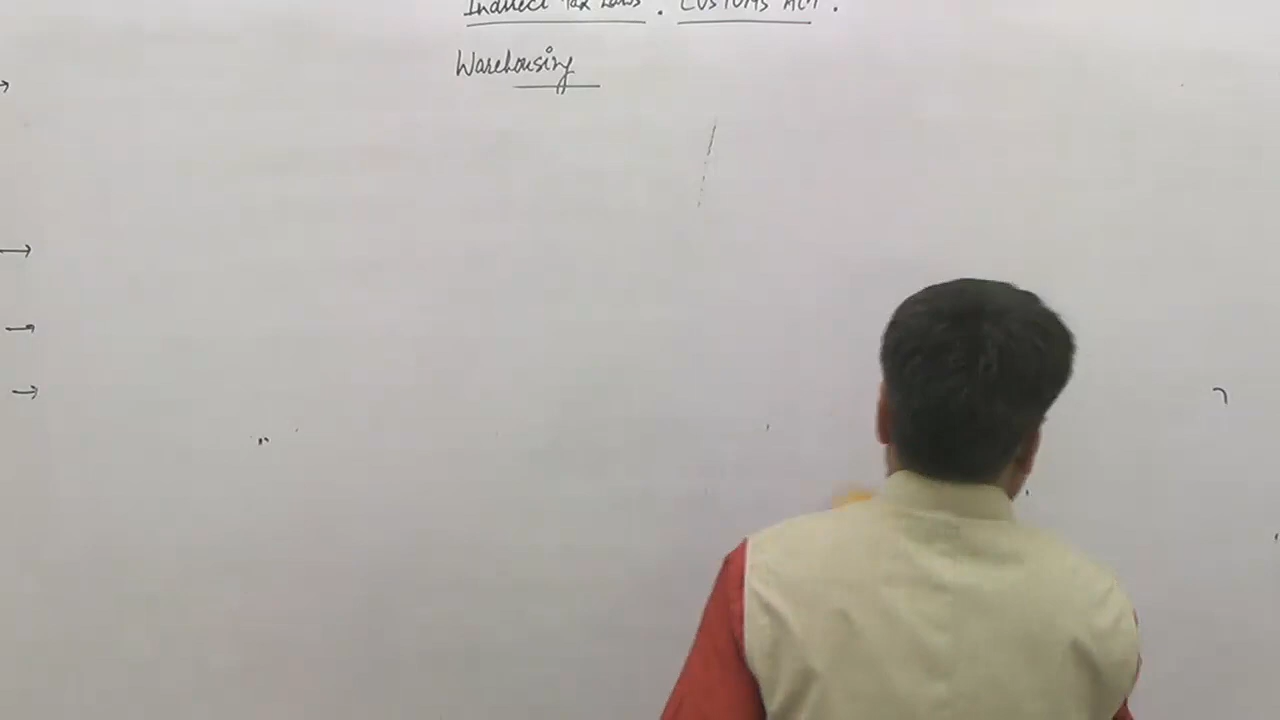 Indirect Tax Laws . CUSTOMS ACT .
Warehousing